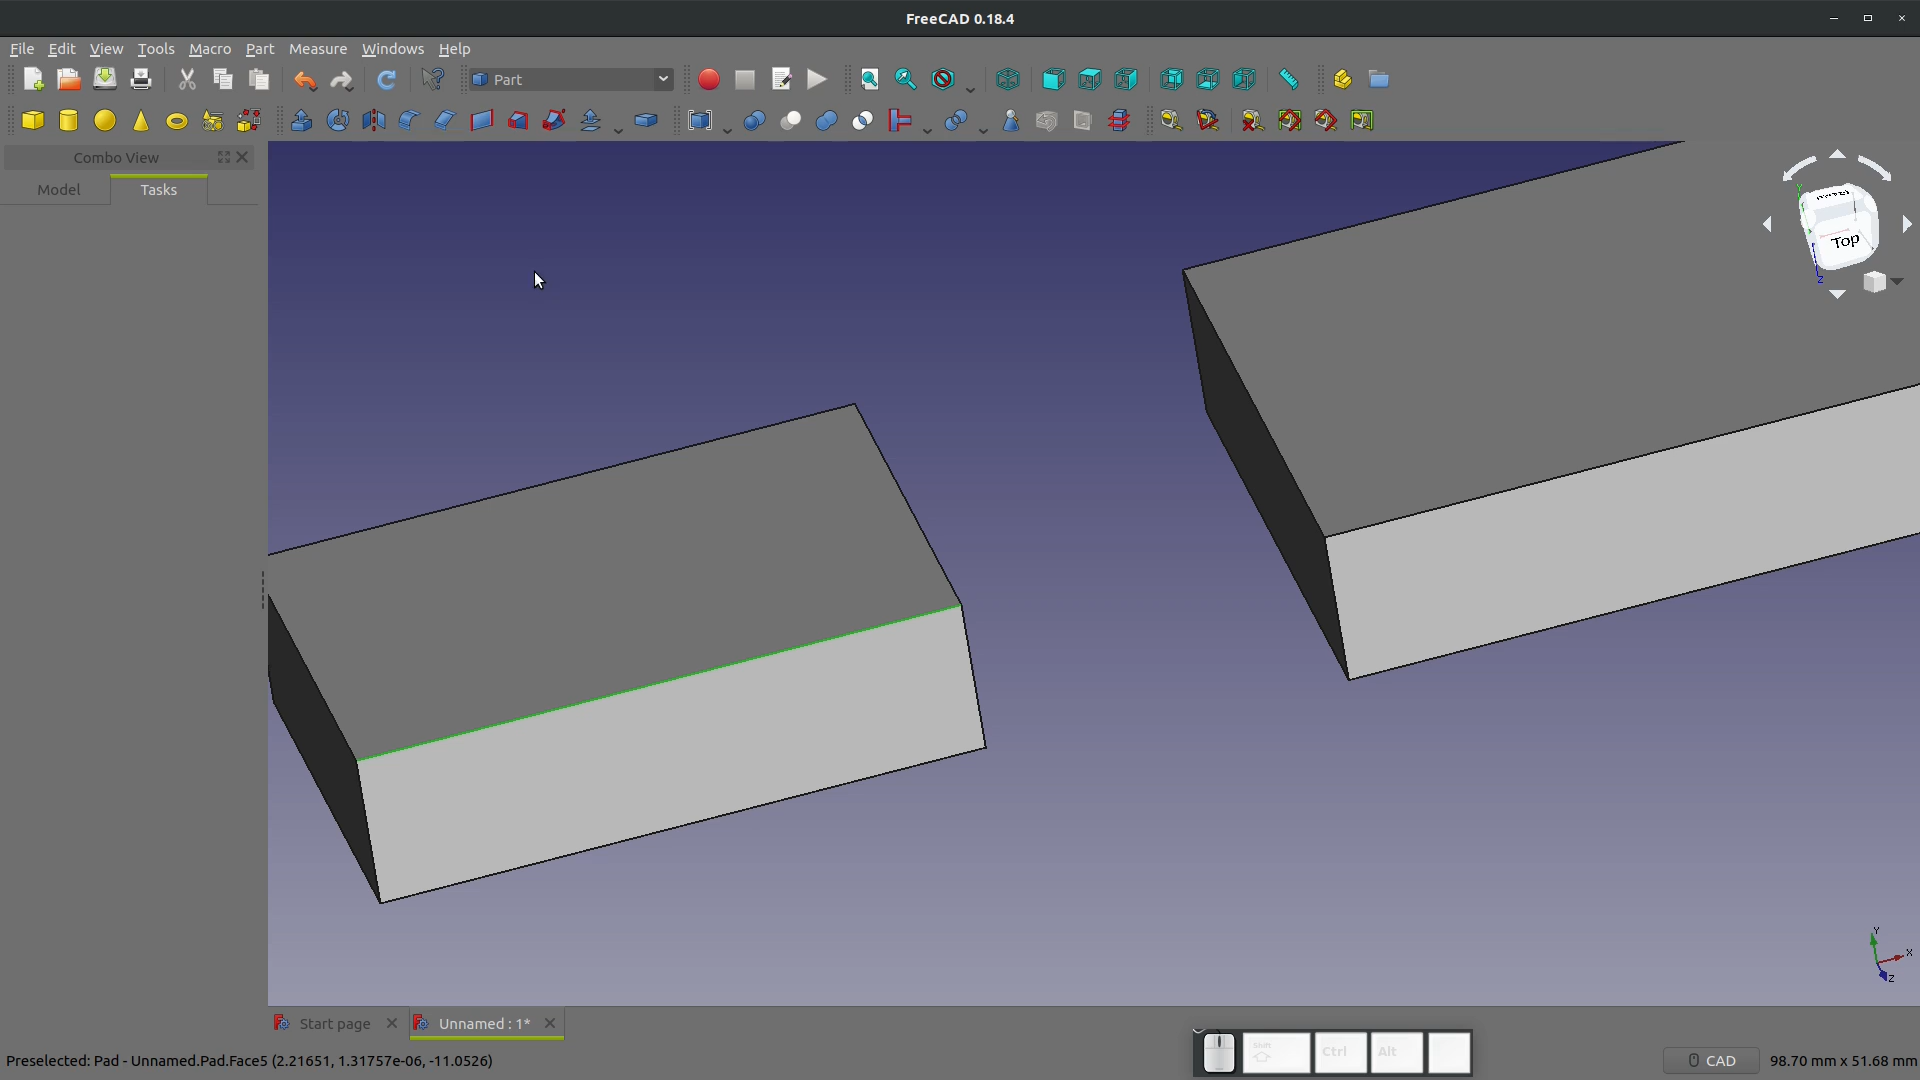 FreeCAD 0.18.4
File Edit View Tools Macro Part Measure Windows Help
Part
Combo View
Model Tasks
Top
Y
Z
Y
X
Z
Start page Unnamed : 1*
Shift Ctrl Alt
Preselected: Pad - Unnamed.Pad.Face5 (2.21651, 1.31757e-06, -11.0526) CAD 98.70 mm x 51.68 mm